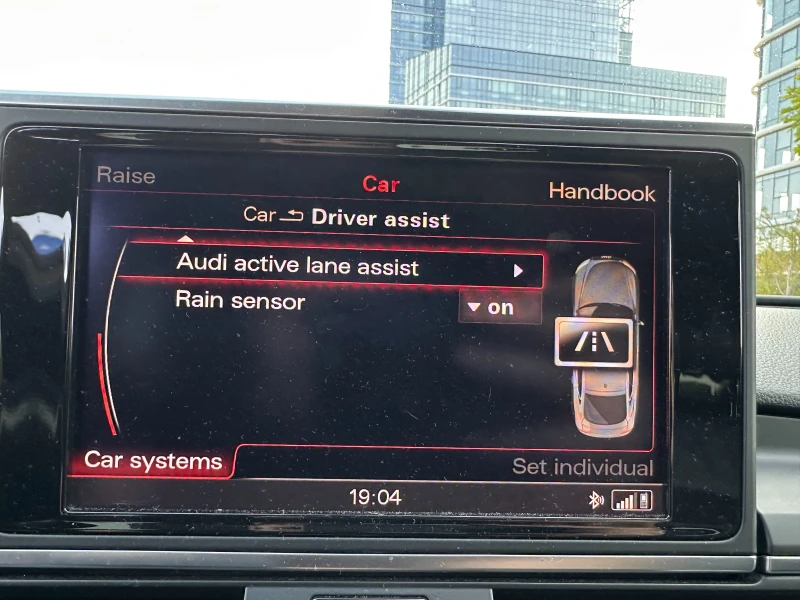 Raise
Car
Handbook
Car Driver assist
Audi active lane assist
Rain sensor
on
Car systems
Set individual
19:04